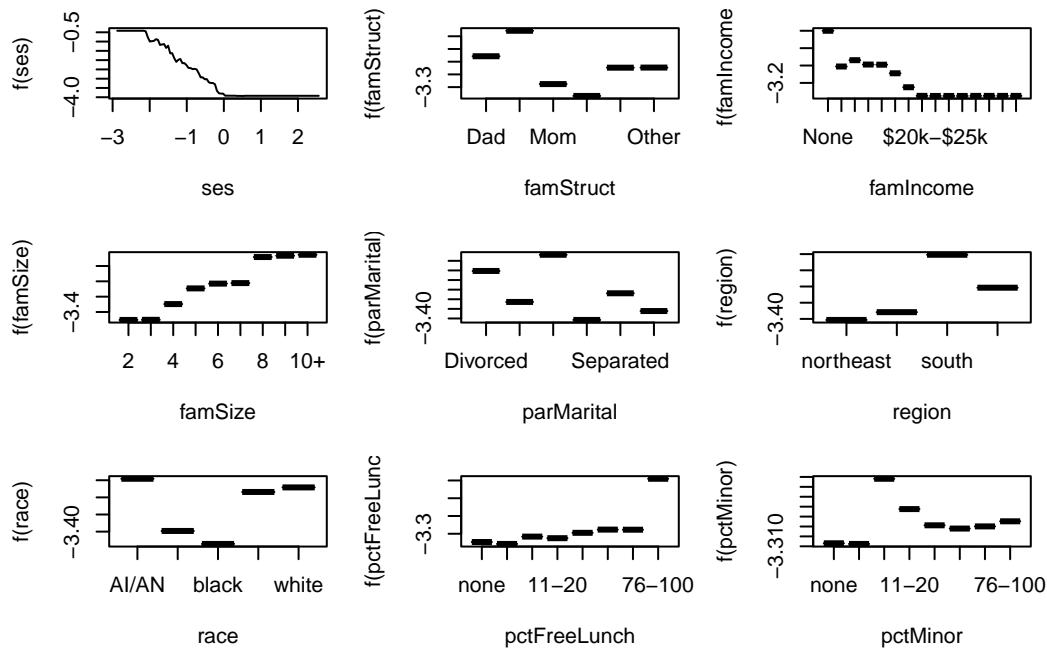 f(ses)
−4.0
−0.5
−3
−1
0
1
2
ses
f(famStruct)
−3.3
Dad
Mom
Other
famStruct
f(famIncome
−3.2
None
$20k−$25k
famIncome
f(famSize)
−3.4
2
4
6
8
10+
famSize
f(parMarital)
−3.40
Divorced
Separated
parMarital
f(region)
−3.40
northeast
south
region
f(race)
−3.40
AI/AN
black
white
race
f(pctFreeLunc
−3.3
none
11−20
76−100
pctFreeLunch
f(pctMinor)
−3.310
none
11−20
76−100
pctMinor